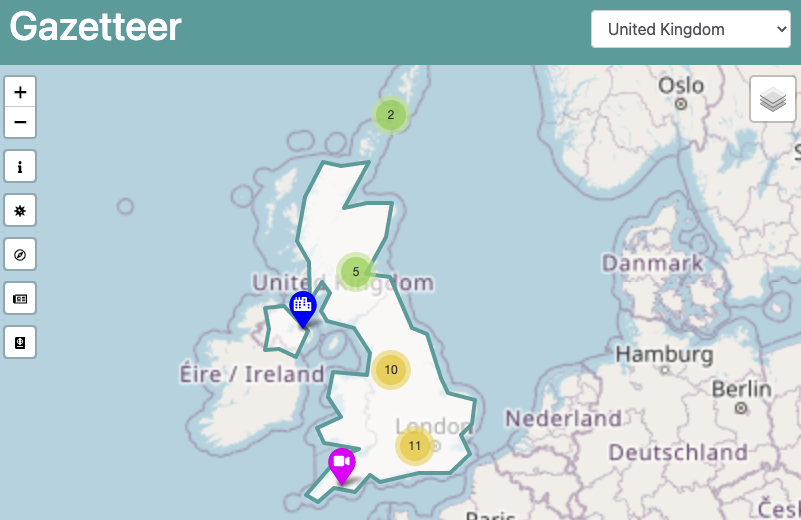 Gazetteer
United Kingdom
+
−
i
2
Oslo
5
United Kingdom
Danmark
Éire / Ireland
10
Hamburg
Berlin
London
11
Nederland
Deutschland
Paris
Česk